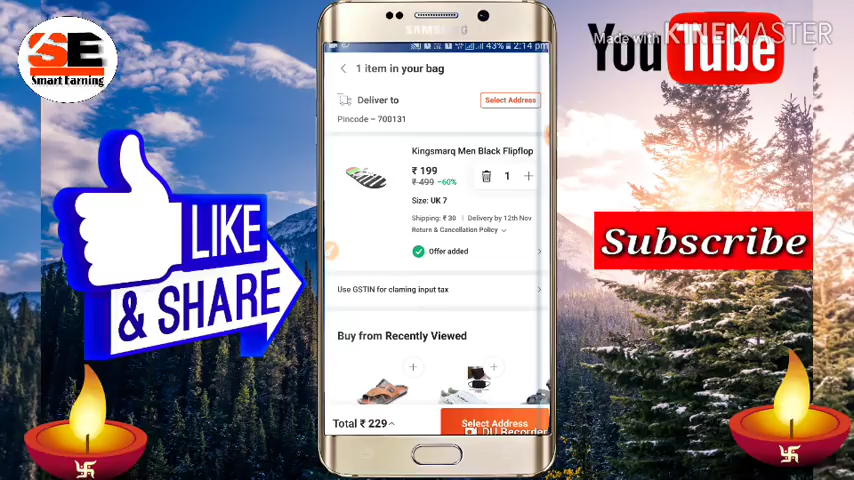 SE
Smart Earning
LIKE
& SHARE
SAMSUNG
43% 2:14 pm
1 item in your bag
Deliver to
Select Address
Pincode – 700131
Kingsmarq Men Black Flipflop
₹ 199
₹ 499 –60%
1
Size: UK 7
Shipping: ₹ 30 | Delivery by 12th Nov
Return & Cancellation Policy
Offer added
Use GSTIN for claming input tax
Buy from Recently Viewed
Total ₹ 229
Select Address
DU Recorder
Made with KINEMASTER
YouTube
Subscribe